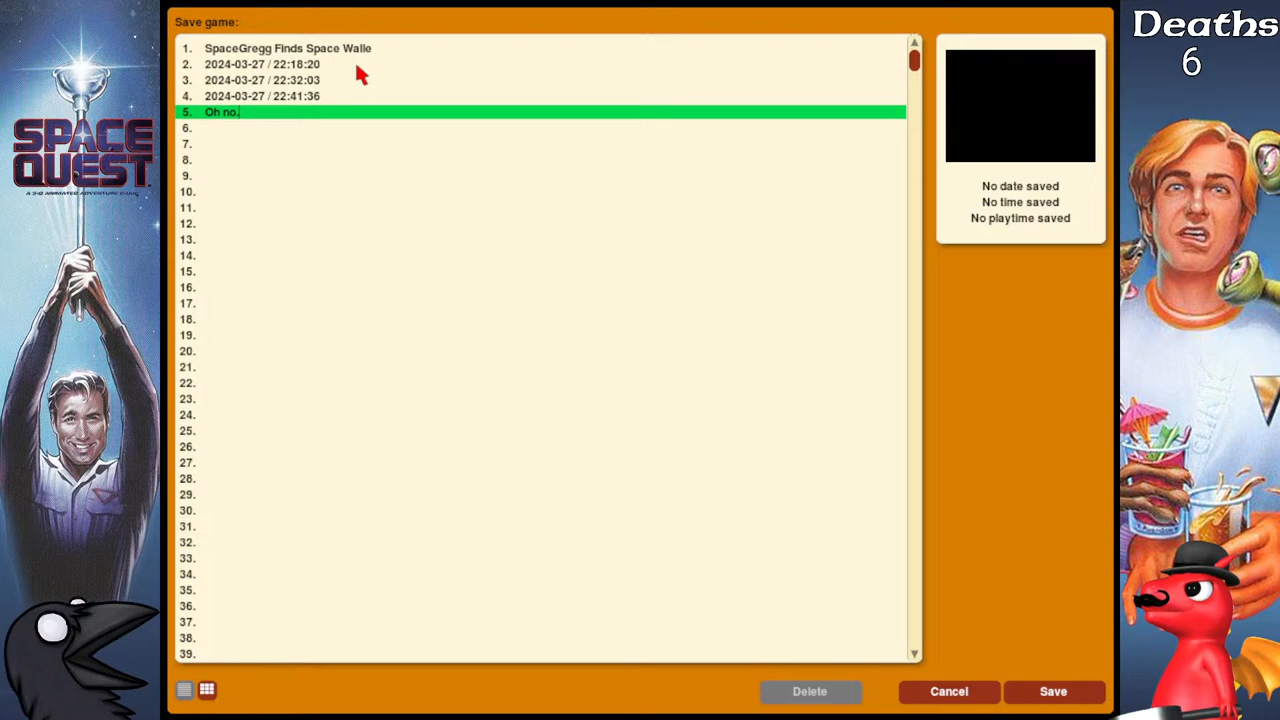 Save game:
1. SpaceGregg Finds Space Walle
2. 2024-03-27 / 22:18:20
3. 2024-03-27 / 22:32:03
4. 2024-03-27 / 22:41:36
5. Oh no.
6.
7.
8.
9.
10.
11.
12.
13.
14.
15.
16.
17.
18.
19.
20.
21.
22.
23.
24.
25.
26.
27.
28.
29.
30.
31.
32.
33.
34.
35.
36.
37.
38.
39.
No date saved
No time saved
No playtime saved
Delete
Cancel
Save
SPACE
QUEST
A 3-D ANIMATED ADVENTURE GAME
Deaths
6